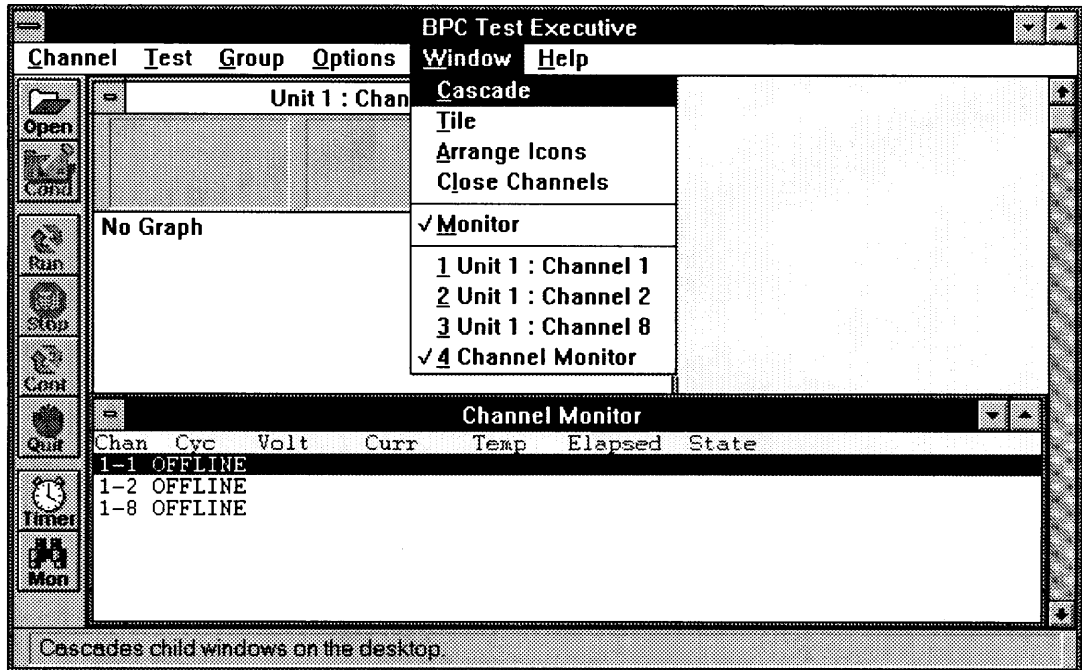 BPC Test Executive
Channel Test Group Options Window Help
Open
Cond
Run
Stop
Cont
Quit
Timer
Mon
Unit 1 : Chan
No Graph
Cascade
Tile
Arrange Icons
Close Channels
✓ Monitor
1 Unit 1 : Channel 1
2 Unit 1 : Channel 2
3 Unit 1 : Channel 8
✓ 4 Channel Monitor
Channel Monitor
Chan Cyc Volt Curr Temp Elapsed State
1-1 OFFLINE
1-2 OFFLINE
1-8 OFFLINE
Cascades child windows on the desktop.